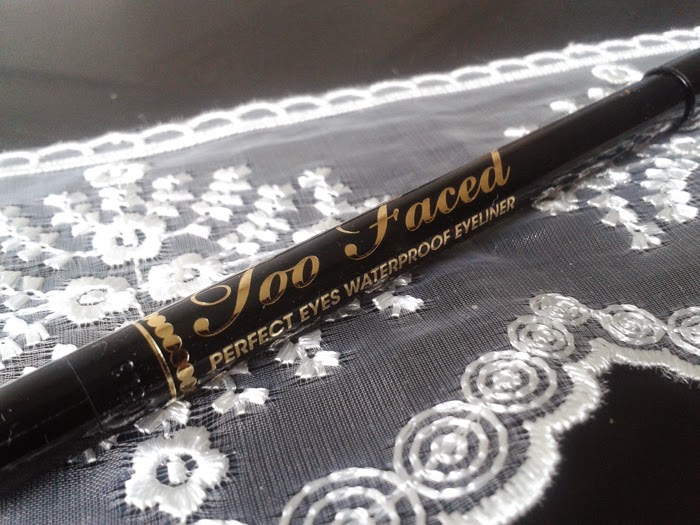 Too Faced
PERFECT EYES WATERPROOF EYELINER